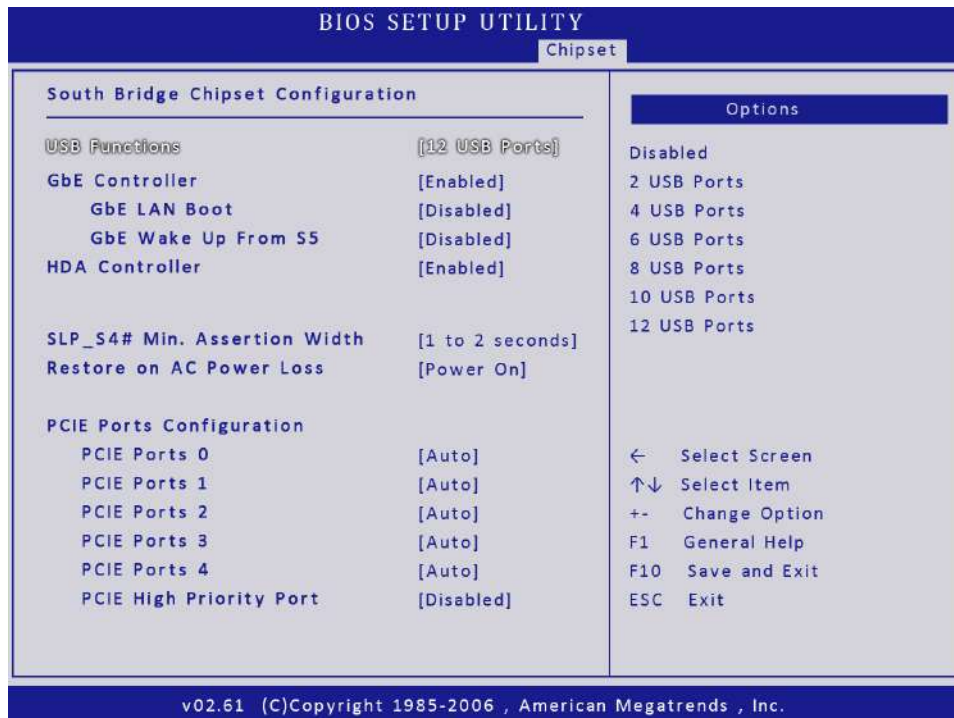 BIOS SETUP UTILITY
Chipset
South Bridge Chipset Configuration
USB Functions [12 USB Ports]
GbE Controller [Enabled]
GbE LAN Boot [Disabled]
GbE Wake Up From S5 [Disabled]
HDA Controller [Enabled]
SLP_S4# Min. Assertion Width [1 to 2 seconds]
Restore on AC Power Loss [Power On]
PCIE Ports Configuration
PCIE Ports 0 [Auto]
PCIE Ports 1 [Auto]
PCIE Ports 2 [Auto]
PCIE Ports 3 [Auto]
PCIE Ports 4 [Auto]
PCIE High Priority Port [Disabled]
Options
Disabled
2 USB Ports
4 USB Ports
6 USB Ports
8 USB Ports
10 USB Ports
12 USB Ports
← Select Screen
↑↓ Select Item
+- Change Option
F1 General Help
F10 Save and Exit
ESC Exit
v02.61 (C)Copyright 1985-2006 , American Megatrends , Inc.